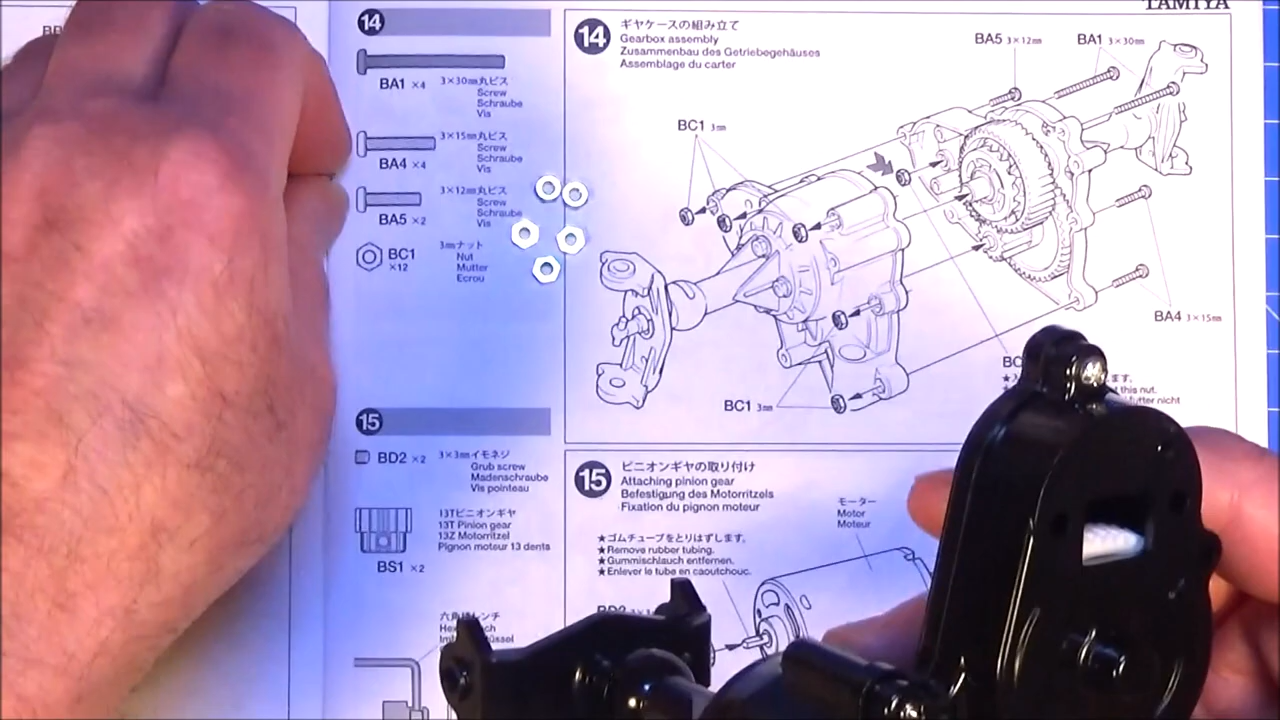 TAMIYA
14
BA1 ×4
3×30㎜丸ビス
Screw
Schraube
Vis
BA4 ×4
3×15㎜丸ビス
Screw
Schraube
Vis
BA5 ×2
3×12㎜丸ビス
Screw
Schraube
Vis
BC1
×12
3㎜ナット
Nut
Mutter
Ecrou
15
BD2 ×2
3×3㎜イモネジ
Grub screw
Madenschraube
Vis pointeau
13Tピニオンギヤ
13T Pinion gear
13Z Motorritzel
Pignon moteur 13 dents
BS1 ×2
14
ギヤケースの組み立て
Gearbox assembly
Zusammenbau des Getriebegehäuses
Assemblage du carter
BA5 3×12㎜
BA1 3×30㎜
BC1 3㎜
BA4 3×15㎜
BC1 3㎜
this nut.
nicht
15
ピニオンギヤの取り付け
Attaching pinion gear
Befestigung des Motorritzels
Fixation du pignon moteur
モーター
Motor
Moteur
★ゴムチューブをとりはずします。
★Remove rubber tubing.
★Gummischlauch entfernen.
★Enlever le tube en caoutchouc.